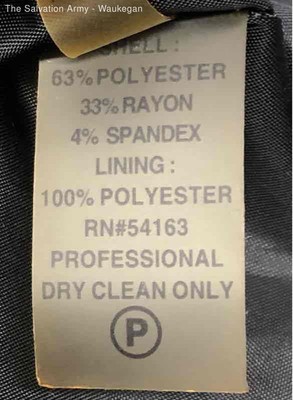 The Salvation Army - Waukegan
SHELL :
63% POLYESTER
33% RAYON
4% SPANDEX
LINING :
100% POLYESTER
RN#54163
PROFESSIONAL
DRY CLEAN ONLY
P